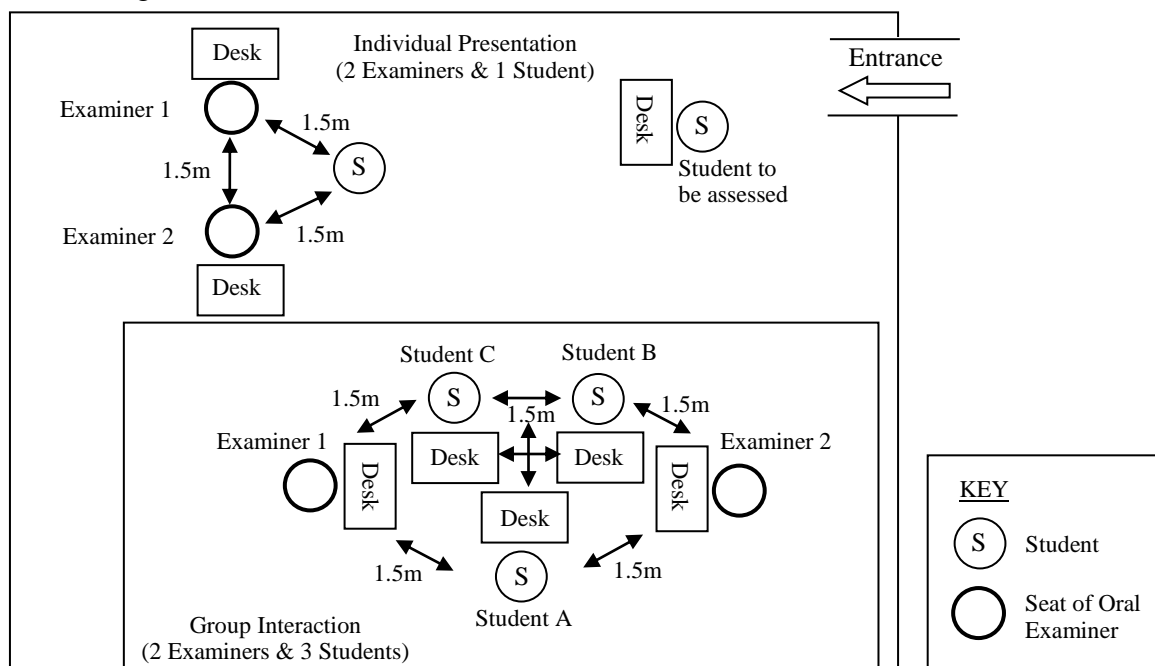 Desk
Individual Presentation
(2 Examiners & 1 Student)
Entrance
Examiner 1
1.5m
Desk
S
1.5m
S
Student to
be assessed
Examiner 2
1.5m
Desk
Student C
Student B
S
S
1.5m
1.5m
1.5m
Examiner 1
Examiner 2
Desk
Desk
Desk
Desk
Desk
1.5m
S
1.5m
Student A
Group Interaction
(2 Examiners & 3 Students)
KEY
S
Student
Seat of Oral
Examiner